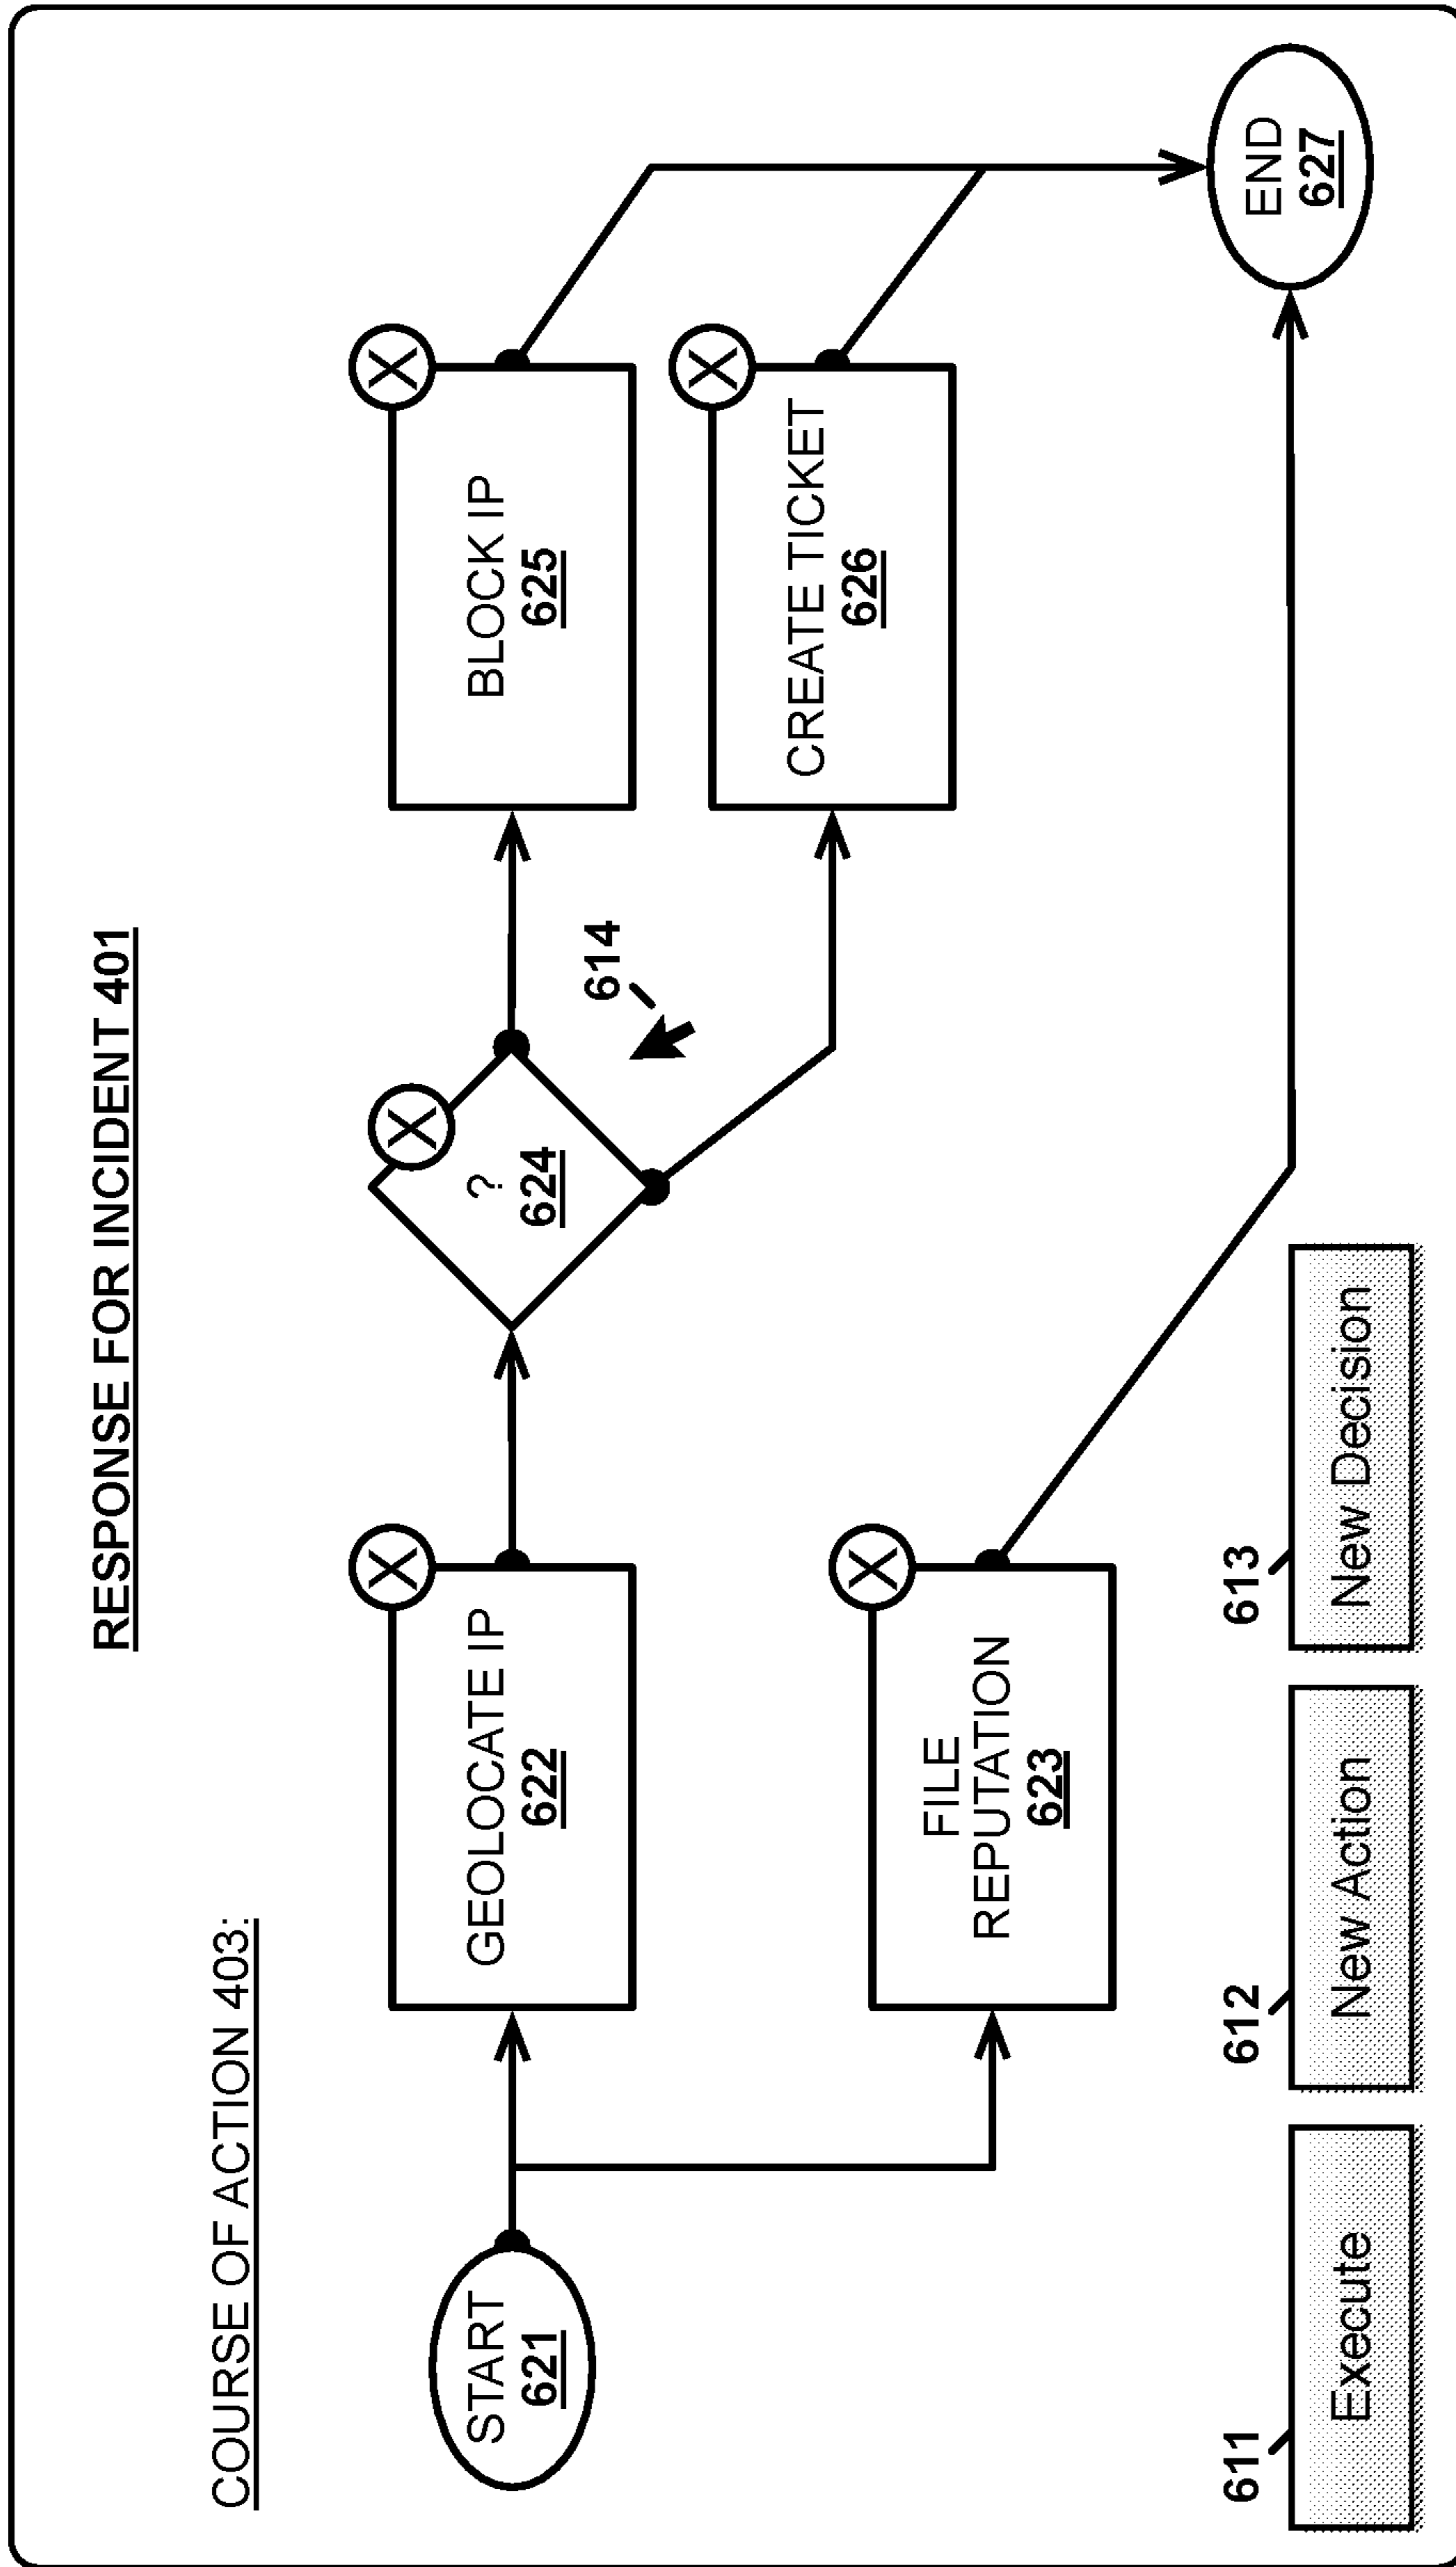 RESPONSE FOR INCIDENT 401
COURSE OF ACTION 403:
START
621
GEOLOCATE IP
622
?
624
BLOCK IP
625
614
CREATE TICKET
626
FILE
REPUTATION
623
END
627
611
Execute
612
New Action
613
New Decision
X
X
X
X
X